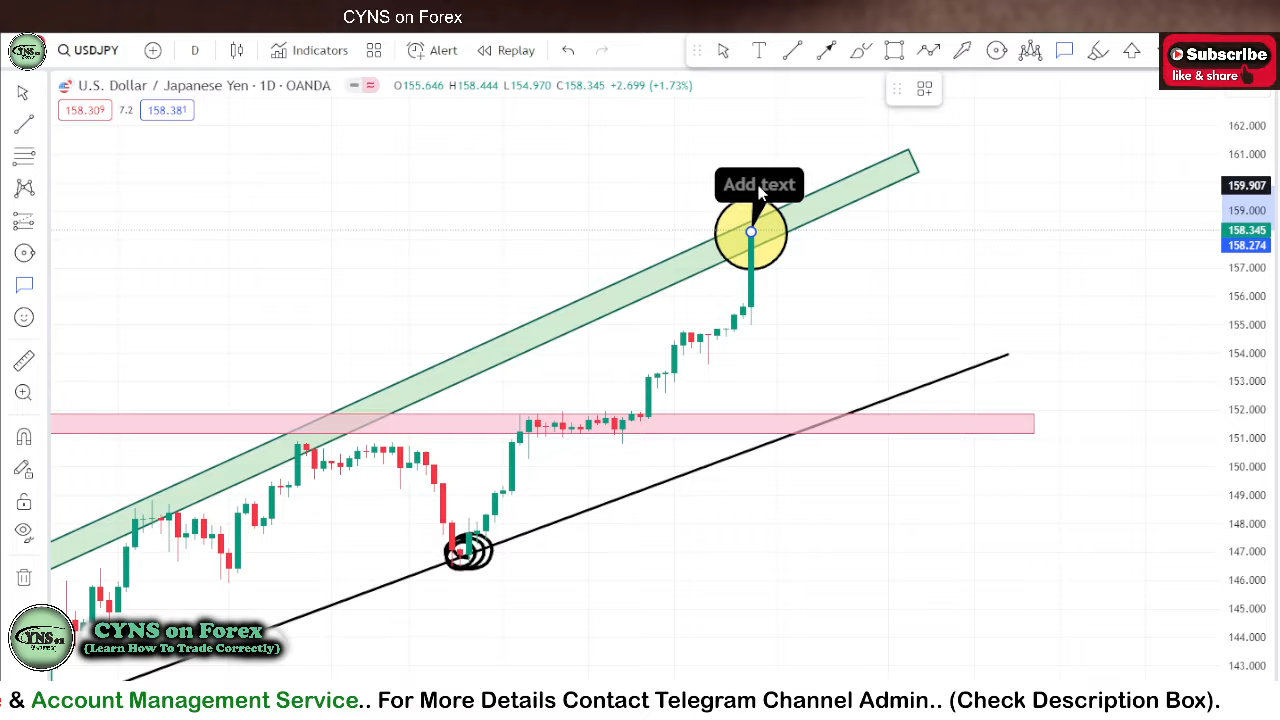 CYNS on Forex
USDJPY D Indicators Alert Replay
Subscribe
like & share
U.S. Dollar / Japanese Yen · 1D · OANDA O155.646 H158.444 L154.970 C158.345 +2.699 (+1.73%)
158.309 7.2 158.381
162.000
161.000
Add text
159.907
159.000
158.345
158.274
157.000
156.000
155.000
154.000
153.000
152.000
151.000
150.000
149.000
148.000
147.000
146.000
145.000
144.000
143.000
CYNS on Forex
{Learn How To Trade Correctly}
& Account Management Service.. For More Details Contact Telegram Channel Admin.. (Check Description Box).